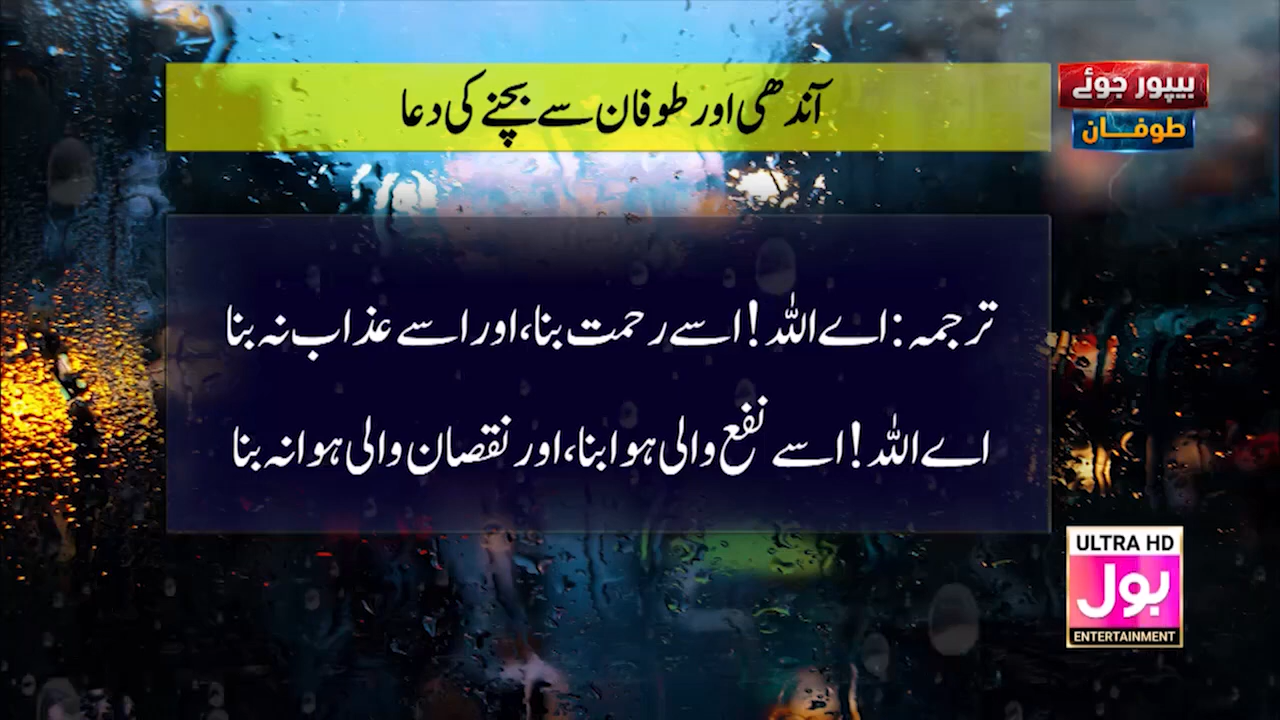 آندھی اور طوفان سے بچنے کی دعا
بیپور جوئے
طوفان
ترجمہ: اے اللہ! اسے رحمت بنا، اور اسے عذاب نہ بنا
اے اللہ! اسے نفع والی ہوا بنا، اور نقصان والی ہوا نہ بنا
ULTRA HD
بول
ENTERTAINMENT